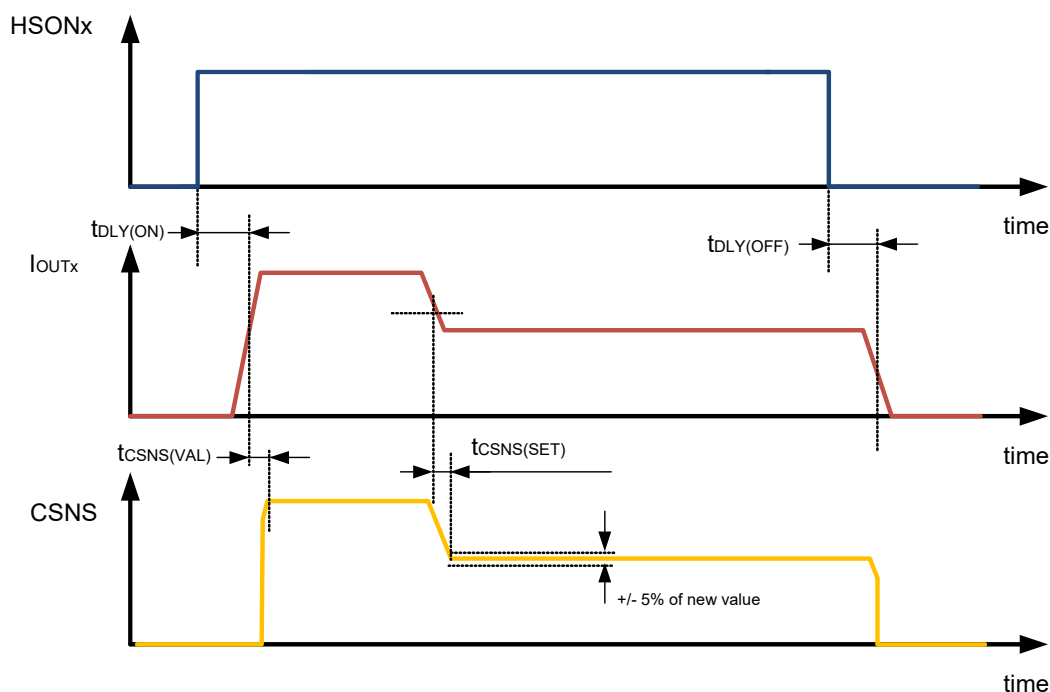 HSONx
time
tDLY(ON)
tDLY(OFF)
IOUTx
time
tCSNS(VAL)
tCSNS(SET)
CSNS
+/- 5% of new value
time